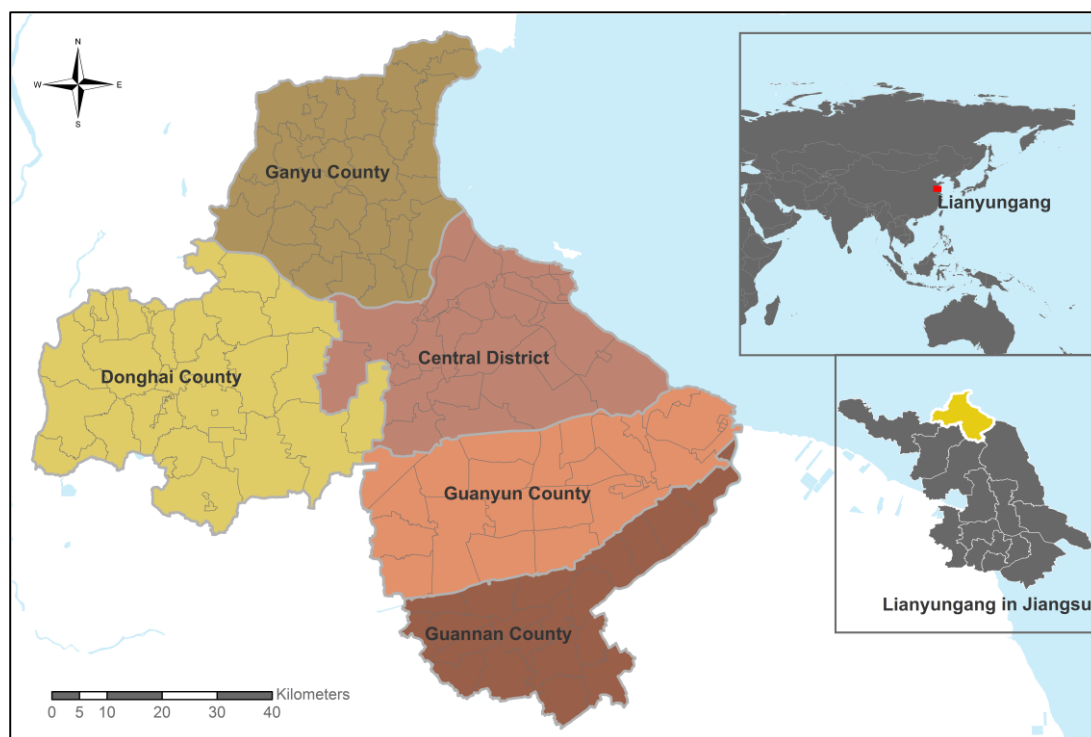 N
W E
S
Ganyu County
Lianyungang
Central District
Donghai County
Guanyun County
Lianyungang in Jiangsu
Guannan County
Kilometers
0 5 10 20 30 40